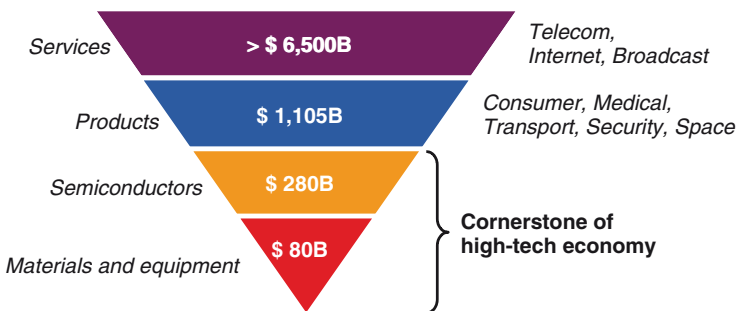 Services
> $ 6,500B
Telecom,
Internet, Broadcast
Products
$ 1,105B
Consumer, Medical,
Transport, Security, Space
Semiconductors
$ 280B
Materials and equipment
$ 80B
Cornerstone of
high-tech economy